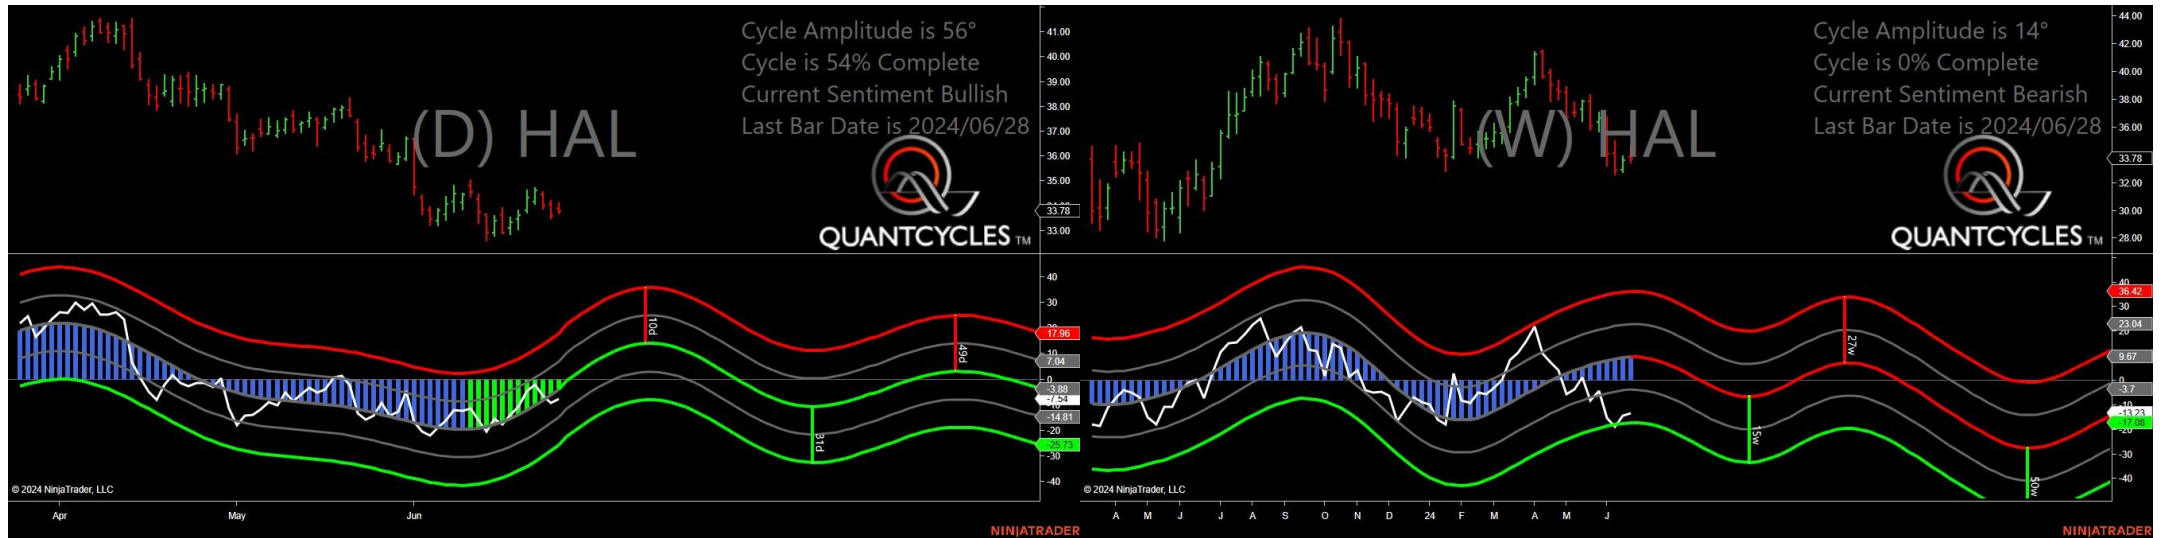 Cycle Amplitude is 56°
Cycle is 54% Complete
Current Sentiment Bullish
Last Bar Date is 2024/06/28
(D) HAL
QUANTCYCLES TM
41.00
40.00
39.00
38.00
37.00
36.00
35.00
33.78
33.00
40
30
17.96
10
7.04
0
-3.88
-7.54
-14.81
-20
-25.73
-30
-40
10d
31d
49d
© 2024 NinjaTrader, LLC
Apr May Jun
NINJATRADER
Cycle Amplitude is 14°
Cycle is 0% Complete
Current Sentiment Bearish
Last Bar Date is 2024/06/28
(W) HAL
QUANTCYCLES TM
44.00
42.00
40.00
38.00
36.00
33.78
32.00
30.00
28.00
40
36.42
30
23.04
20
9.67
0
-3.7
-10
-13.23
-17.08
-20
-30
-40
15w
27w
50w
© 2024 NinjaTrader, LLC
A M J J A S O N D 24 F M A M J
NINJATRADER